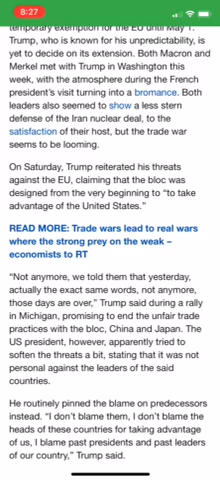 8:27
temporary exemption for the EU until May 1.
Trump, who is known for his unpredictability, is
yet to decide on its extension. Both Macron and
Merkel met with Trump in Washington this
week, with the atmosphere during the French
president’s visit turning into a bromance. Both
leaders also seemed to show a less stern
defense of the Iran nuclear deal, to the
satisfaction of their host, but the trade war
seems to be looming.
On Saturday, Trump reiterated his threats
against the EU, claiming that the bloc was
designed from the very beginning to “to take
advantage of the United States.”
READ MORE: Trade wars lead to real wars
where the strong prey on the weak –
economists to RT
“Not anymore, we told them that yesterday,
actually the exact same words, not anymore,
those days are over,” Trump said during a rally
in Michigan, promising to end the unfair trade
practices with the bloc, China and Japan. The
US president, however, apparently tried to
soften the threats a bit, stating that it was not
personal against the leaders of the said
countries.
He routinely pinned the blame on predecessors
instead. “I don’t blame them, I don’t blame the
heads of these countries for taking advantage
of us, I blame past presidents and past leaders
of our country,” Trump said.